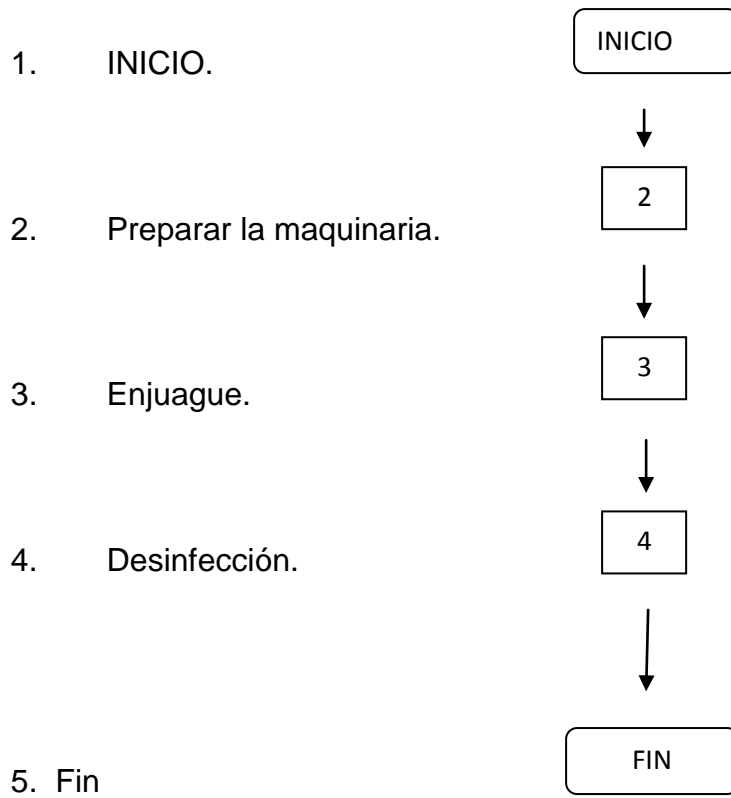 INICIO
1. INICIO.
2
2. Preparar la maquinaria.
3
3. Enjuague.
4
4. Desinfección.
FIN
5. Fin